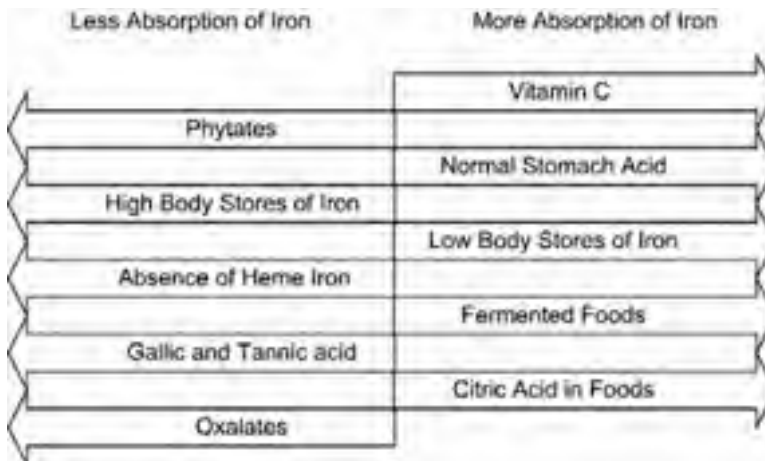 Less Absorption of Iron More Absorption of Iron
Vitamin C
Phytates
Normal Stomach Acid
High Body Stores of Iron
Low Body Stores of Iron
Absence of Heme Iron
Fermented Foods
Gallic and Tannic acid
Citric Acid in Foods
Oxalates